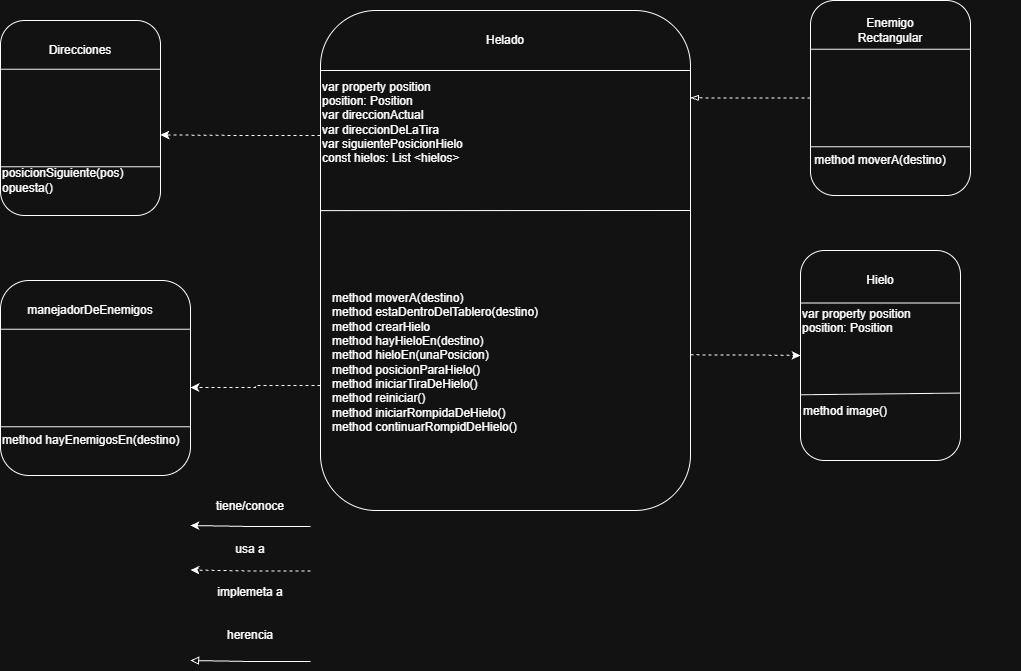 Direcciones
posicionSiguiente(pos)
opuesta()
Helado
var property position
position: Position
var direccionActual
var direccionDeLaTira
var siguientePosicionHielo
const hielos: List <hielos>
method moverA(destino)
method estaDentroDelTablero(destino)
method crearHielo
method hayHieloEn(destino)
method hieloEn(unaPosicion)
method posicionParaHielo()
method iniciarTiraDeHielo()
method reiniciar()
method iniciarRompidaDeHielo()
method continuarRompidDeHielo()
Enemigo
Rectangular
method moverA(destino)
manejadorDeEnemigos
method hayEnemigosEn(destino)
Hielo
var property position
position: Position
method image()
tiene/conoce
usa a
implemeta a
herencia